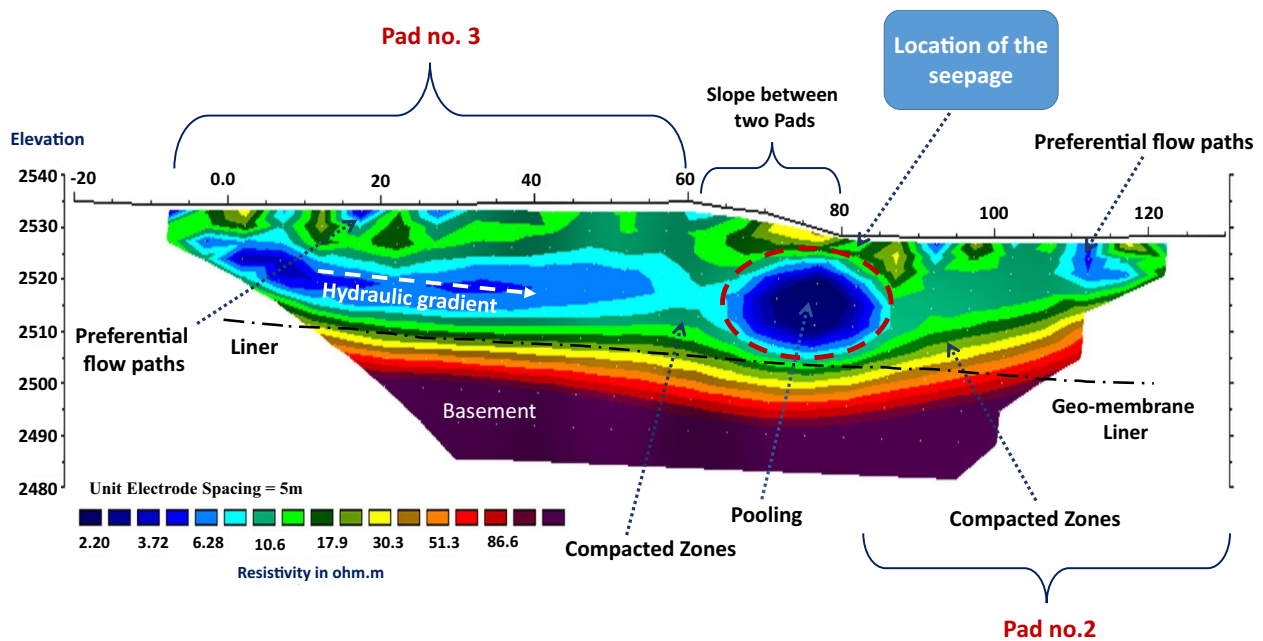 Pad no. 3
Location of the
seepage
Slope between
two Pads
Elevation
Preferential flow paths
2540
-20
0.0
20
40
60
80
100
120
2530
2520
2510
2500
2490
2480
Hydraulic gradient
Preferential
flow paths
Liner
Basement
Geo-membrane
Liner
Unit Electrode Spacing = 5m
2.20
3.72
6.28
10.6
17.9
30.3
51.3
86.6
Resistivity in ohm.m
Compacted Zones
Pooling
Compacted Zones
Pad no.2